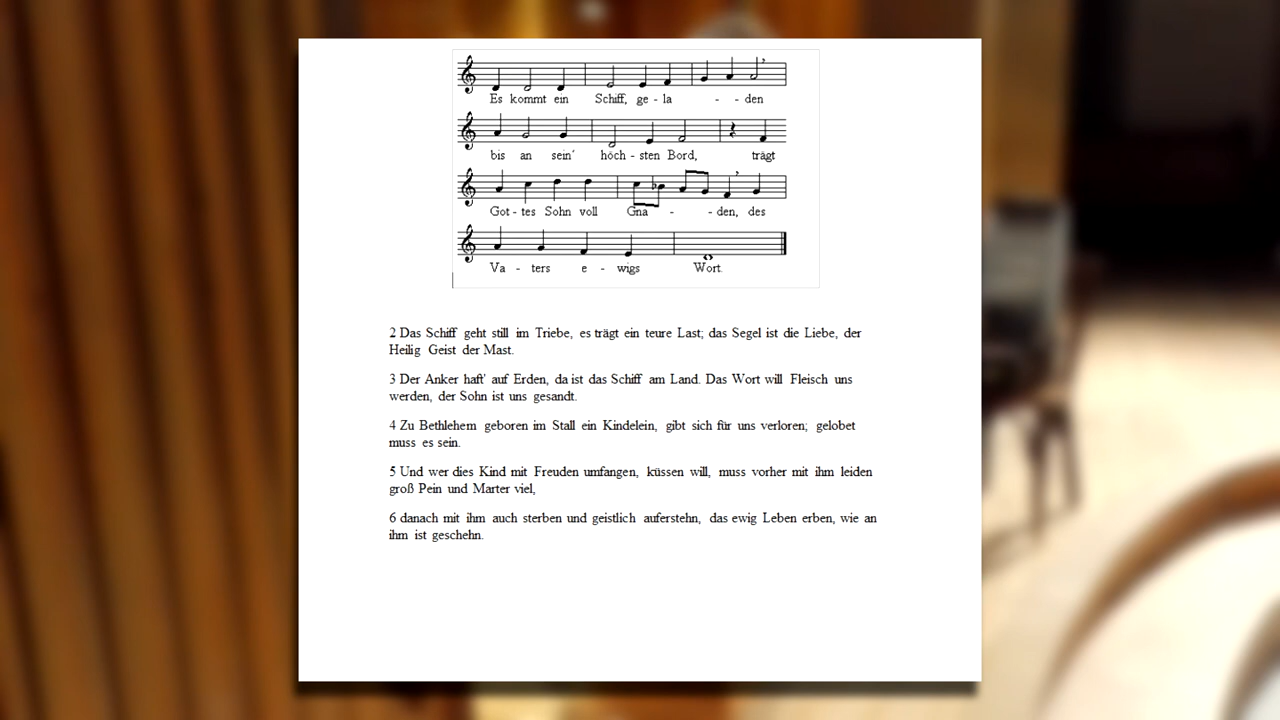 Es kommt ein Schiff, ge - la - - den
bis an sein' höch - sten Bord, trägt
Got - tes Sohn voll Gna - - den, des
Va - ters e - wigs Wort.
2 Das Schiff geht still im Triebe, es trägt ein teure Last; das Segel ist die Liebe, der
Heilig Geist der Mast.
3 Der Anker haft' auf Erden, da ist das Schiff am Land. Das Wort will Fleisch uns
werden, der Sohn ist uns gesandt.
4 Zu Bethlehem geboren im Stall ein Kindelein, gibt sich für uns verloren; gelobet
muss es sein.
5 Und wer dies Kind mit Freuden umfangen, küssen will, muss vorher mit ihm leiden
groß Pein und Marter viel,
6 danach mit ihm auch sterben und geistlich auferstehn, das ewig Leben erben, wie an
ihm ist geschehn.